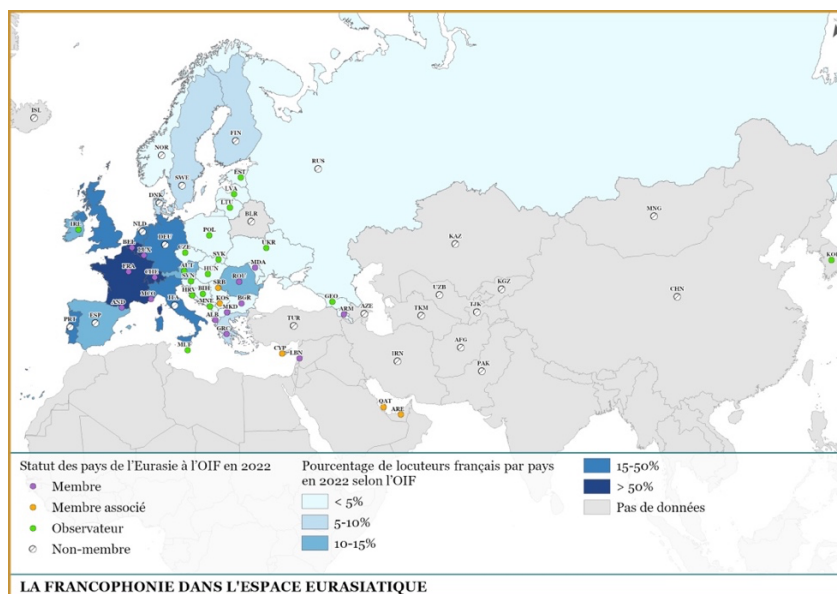 ISL
NOR
SWE
FIN
RUS
EST
LVA
LTU
DNK
BLR
NLD
IRL
DEU
POL
BEL
LUX
CZE
UKR
SVK
FRA
CHE
AUT
HUN
MDA
SVN
ROU
HRV
BIH
SRB
ITA
MNE
KOS
BGR
AND
MKD
ALB
GRC
ESP
TUR
GEO
ARM
AZE
CYP
LBN
KAZ
MNG
UZB
KGZ
TKM
TJK
CHN
AFG
IRN
PAK
QAT
ARE
KOR
Statut des pays de l'Eurasie à l'OIF en 2022
Membre
Membre associé
Observateur
Non-membre
Pourcentage de locuteurs français par pays
en 2022 selon l'OIF
< 5%
5-10%
10-15%
15-50%
> 50%
Pas de données
LA FRANCOPHONIE DANS L'ESPACE EURASIATIQUE